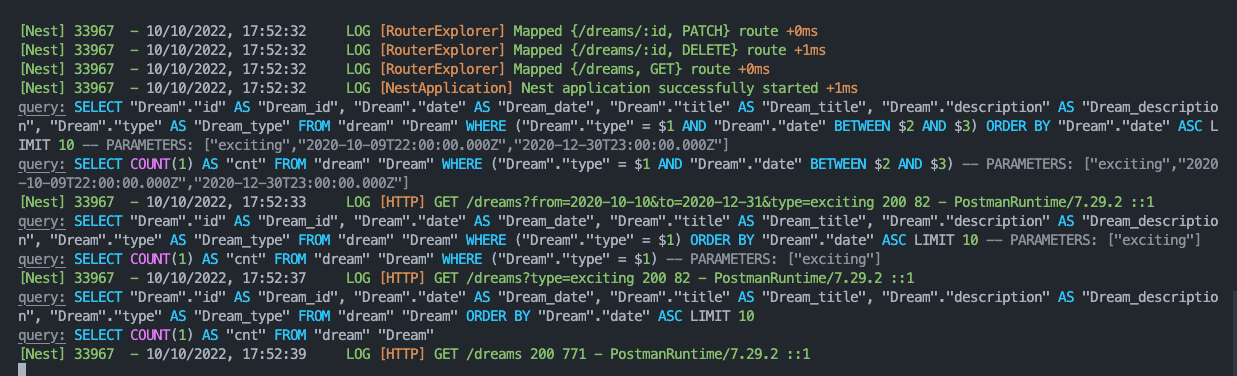 [Nest] 33967  - 10/10/2022, 17:52:32     LOG [RouterExplorer] Mapped {/dreams/:id, PATCH} route +0ms
[Nest] 33967  - 10/10/2022, 17:52:32     LOG [RouterExplorer] Mapped {/dreams/:id, DELETE} route +1ms
[Nest] 33967  - 10/10/2022, 17:52:32     LOG [RouterExplorer] Mapped {/dreams, GET} route +0ms
[Nest] 33967  - 10/10/2022, 17:52:32     LOG [NestApplication] Nest application successfully started +1ms
query: SELECT "Dream"."id" AS "Dream_id", "Dream"."date" AS "Dream_date", "Dream"."title" AS "Dream_title", "Dream"."description" AS "Dream_descriptio
n", "Dream"."type" AS "Dream_type" FROM "dream" "Dream" WHERE ("Dream"."type" = $1 AND "Dream"."date" BETWEEN $2 AND $3) ORDER BY "Dream"."date" ASC L
IMIT 10 -- PARAMETERS: ["exciting","2020-10-09T22:00:00.000Z","2020-12-30T23:00:00.000Z"]
query: SELECT COUNT(1) AS "cnt" FROM "dream" "Dream" WHERE ("Dream"."type" = $1 AND "Dream"."date" BETWEEN $2 AND $3) -- PARAMETERS: ["exciting","2020
-10-09T22:00:00.000Z","2020-12-30T23:00:00.000Z"]
[Nest] 33967  - 10/10/2022, 17:52:33     LOG [HTTP] GET /dreams?from=2020-10-10&to=2020-12-31&type=exciting 200 82 - PostmanRuntime/7.29.2 ::1
query: SELECT "Dream"."id" AS "Dream_id", "Dream"."date" AS "Dream_date", "Dream"."title" AS "Dream_title", "Dream"."description" AS "Dream_descriptio
n", "Dream"."type" AS "Dream_type" FROM "dream" "Dream" WHERE ("Dream"."type" = $1) ORDER BY "Dream"."date" ASC LIMIT 10 -- PARAMETERS: ["exciting"]
query: SELECT COUNT(1) AS "cnt" FROM "dream" "Dream" WHERE ("Dream"."type" = $1) -- PARAMETERS: ["exciting"]
[Nest] 33967  - 10/10/2022, 17:52:37     LOG [HTTP] GET /dreams?type=exciting 200 82 - PostmanRuntime/7.29.2 ::1
query: SELECT "Dream"."id" AS "Dream_id", "Dream"."date" AS "Dream_date", "Dream"."title" AS "Dream_title", "Dream"."description" AS "Dream_descriptio
n", "Dream"."type" AS "Dream_type" FROM "dream" "Dream" ORDER BY "Dream"."date" ASC LIMIT 10
query: SELECT COUNT(1) AS "cnt" FROM "dream" "Dream"
[Nest] 33967  - 10/10/2022, 17:52:39     LOG [HTTP] GET /dreams 200 771 - PostmanRuntime/7.29.2 ::1